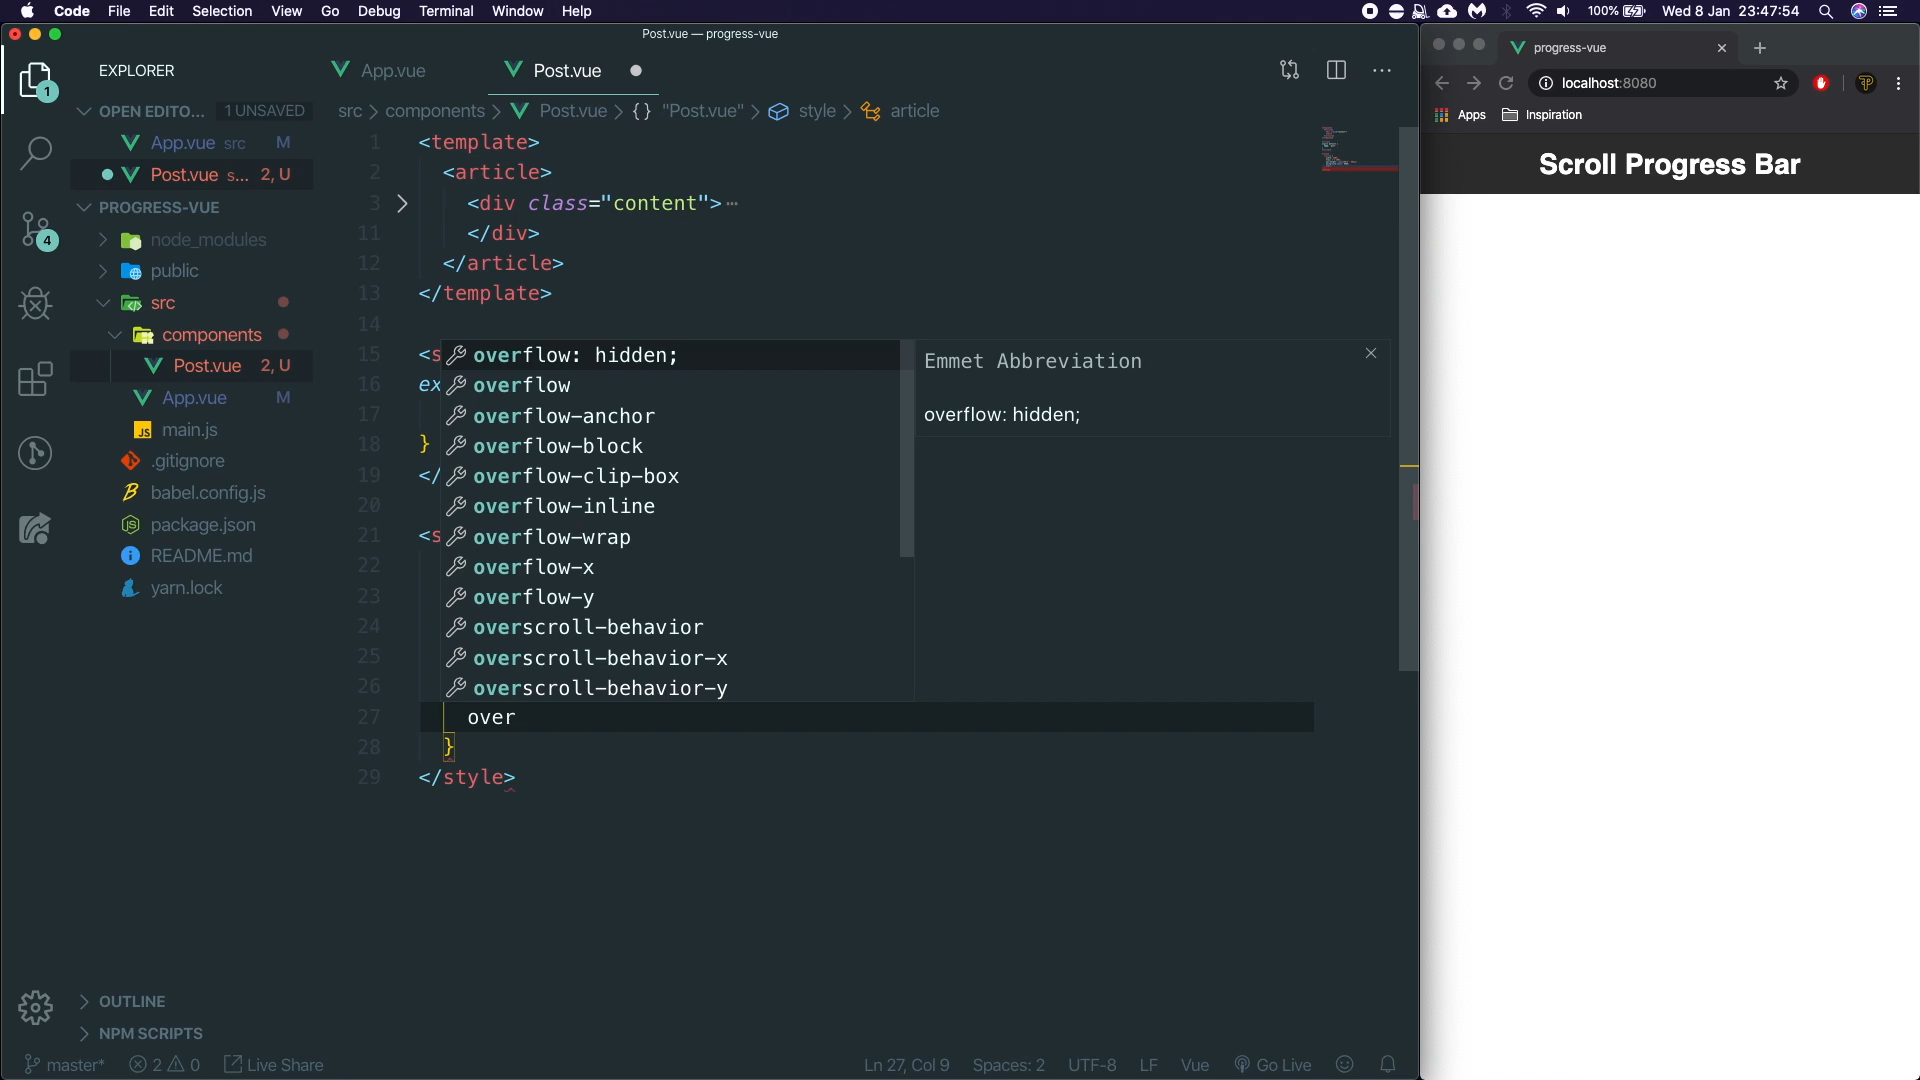 Code File Edit Selection View Go Debug Terminal Window Help 100% Wed 8 Jan 23:47:54
Post.vue — progress-vue
EXPLORER
OPEN EDITO... 1 UNSAVED
App.vue src M
Post.vue s... 2, U
PROGRESS-VUE
node_modules
public
src
components
Post.vue 2, U
App.vue M
main.js
.gitignore
babel.config.js
package.json
README.md
yarn.lock
OUTLINE
NPM SCRIPTS
1
4
App.vue Post.vue
src > components > Post.vue > {} "Post.vue" > style > article
1 <template>
2 <article>
3 <div class="content">
11 </div>
12 </article>
13 </template>
14
15 <s
16 ex
17
18 }
19 </
20
21 <s
22
23
24
25
26
27 over
28 }
29 </style>
overflow: hidden;
overflow
overflow-anchor
overflow-block
overflow-clip-box
overflow-inline
overflow-wrap
overflow-x
overflow-y
overscroll-behavior
overscroll-behavior-x
overscroll-behavior-y
Emmet Abbreviation
overflow: hidden;
master* 2 0 Live Share Ln 27, Col 9 Spaces: 2 UTF-8 LF Vue Go Live
progress-vue
localhost:8080
Apps Inspiration
Scroll Progress Bar